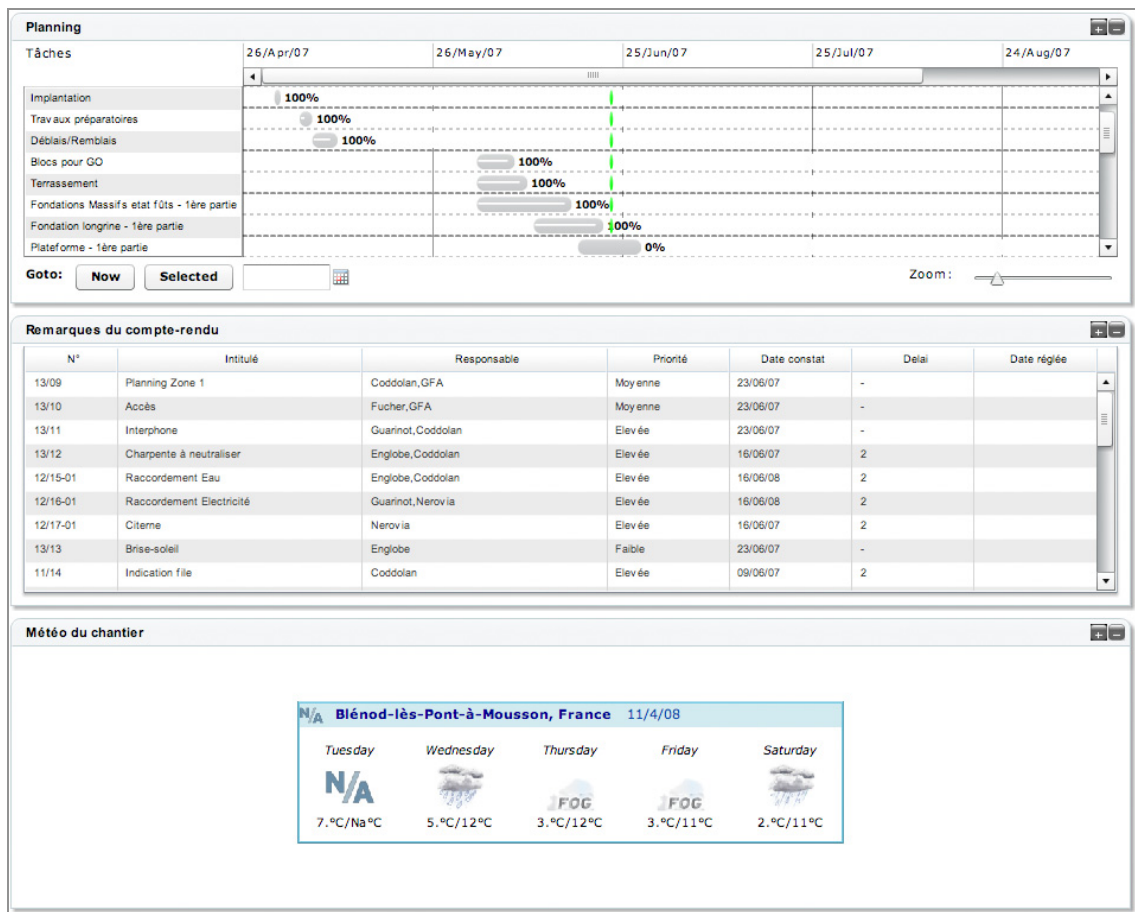 Planning
Tâches 26/Apr/07 26/May/07 25/Jun/07 25/Jul/07 24/Aug/07
Implantation 100%
Travaux préparatoires 100%
Déblais/Remblais 100%
Blocs pour GO 100%
Terrassement 100%
Fondations Massifs etat fûts - 1ère partie 100%
Fondation longrine - 1ère partie 100%
Plateforme - 1ère partie 0%
Goto: Now Selected Zoom:
Remarques du compte-rendu
N° Intitulé Responsable Priorité Date constat Delai Date réglée
13/09 Planning Zone 1 Coddolan,GFA Moyenne 23/06/07 -
13/10 Accès Fucher,GFA Moyenne 23/06/07 -
13/11 Interphone Guarinot,Coddolan Elevée 23/06/07 -
13/12 Charpente à neutraliser Englobe,Coddolan Elevée 16/06/07 2
12/15-01 Raccordement Eau Englobe,Coddolan Elevée 16/06/08 2
12/16-01 Raccordement Electricité Guarinot,Nerovia Elevée 16/06/08 2
12/17-01 Citerne Nerovia Elevée 16/06/07 2
13/13 Brise-soleil Englobe Faible 23/06/07 -
11/14 Indication file Coddolan Elevée 09/06/07 2
Météo du chantier
N/A Blénod-lès-Pont-à-Mousson, France 11/4/08
Tuesday Wednesday Thursday Friday Saturday
N/A FOG FOG
7.°C/Na°C 5.°C/12°C 3.°C/12°C 3.°C/11°C 2.°C/11°C